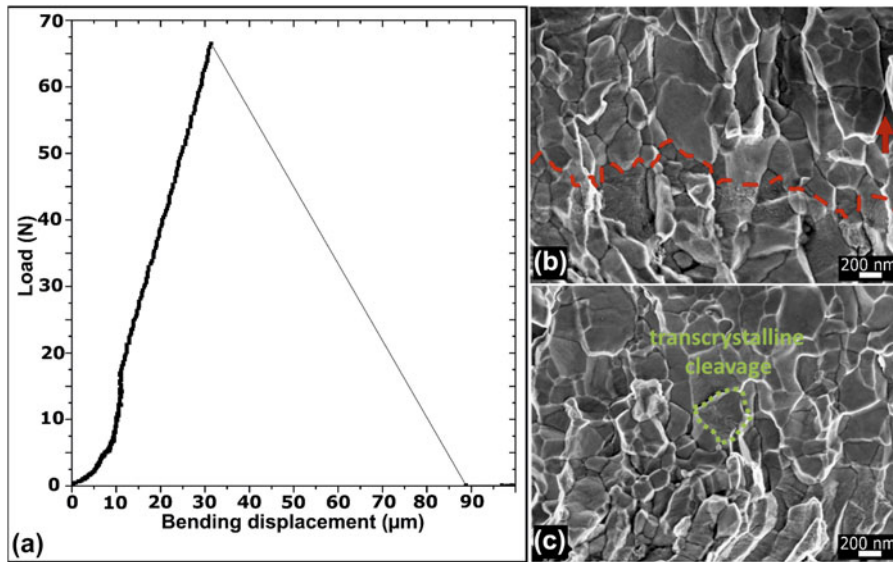 70
60
50
40
30
20
10
0
Load (N)
0 10 20 30 40 50 60 70 80 90
Bending displacement (µm)
(a)
(b)
200 nm
transcrystalline
cleavage
(c)
200 nm